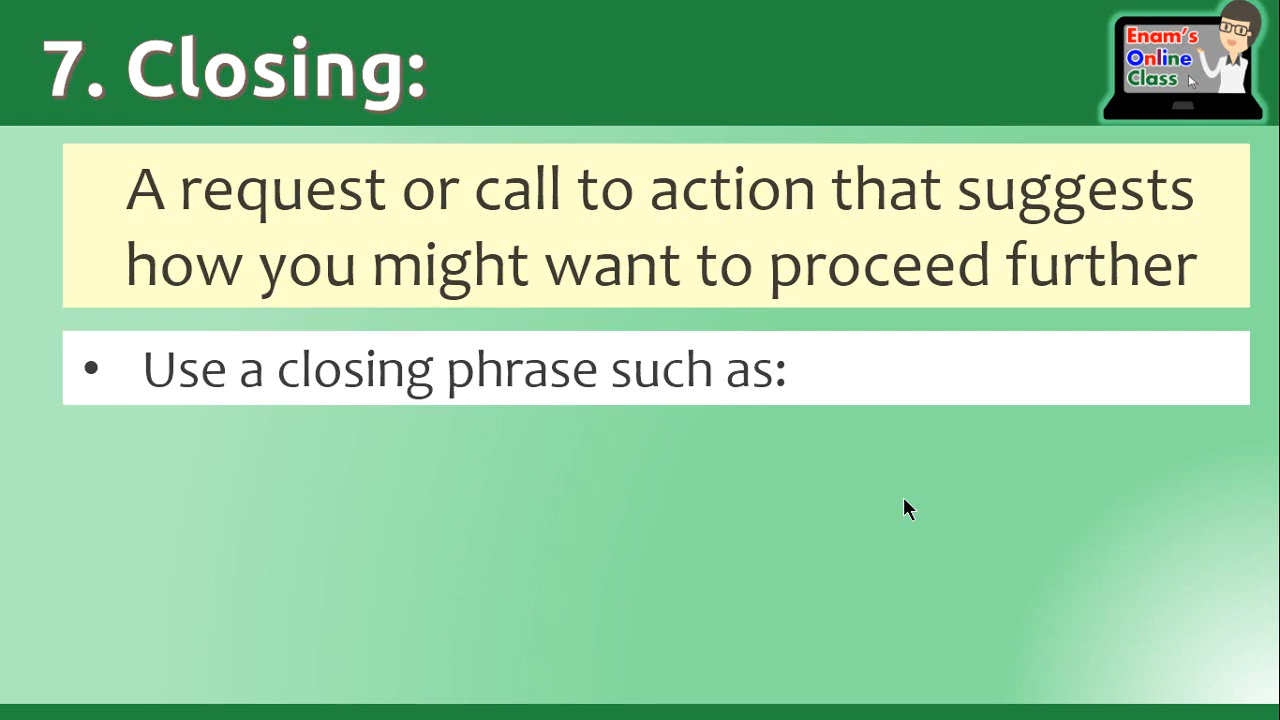 7. Closing:
Enam's
Online
Class
A request or call to action that suggests
how you might want to proceed further
• Use a closing phrase such as: